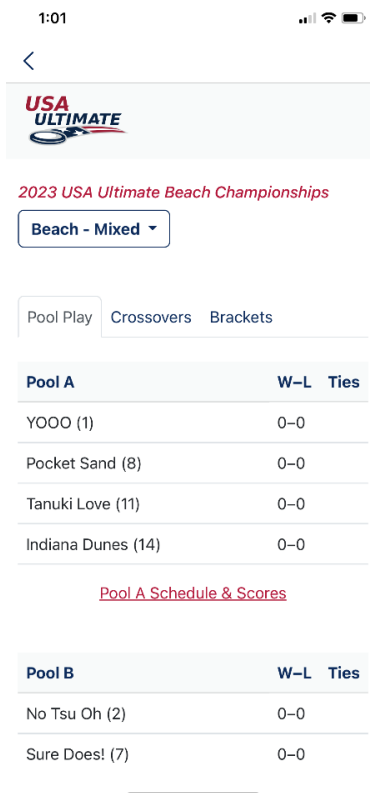 1:01
USA
ULTIMATE
2023 USA Ultimate Beach Championships
Beach - Mixed
Pool Play Crossovers Brackets
Pool A W–L Ties
YOOO (1) 0–0
Pocket Sand (8) 0–0
Tanuki Love (11) 0–0
Indiana Dunes (14) 0–0
Pool A Schedule & Scores
Pool B W–L Ties
No Tsu Oh (2) 0–0
Sure Does! (7) 0–0